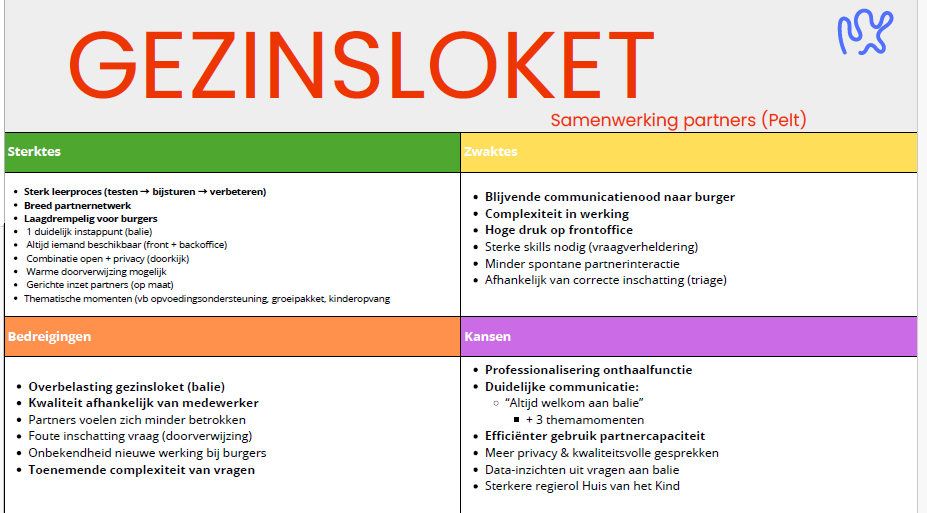 GEZINSLOKET
Samenwerking partners (Pelt)
Sterktes
Sterk leerproces (testen → bijsturen → verbeteren)
Breed partnernetwerk
Laagdrempelig voor burgers
1 duidelijk instappunt (balie)
Altijd iemand beschikbaar (front + backoffice)
Combinatie open + privacy (doorkijk)
Warme doorverwijzing mogelijk
Gerichte inzet partners (op maat)
Thematische momenten (vb opvoedingsondersteuning, groeipakket, kinderopvang
Zwaktes
Blijvende communicatienood naar burger
Complexiteit in werking
Hoge druk op frontoffice
Sterke skills nodig (vraagverheldering)
Minder spontane partnerinteractie
Afhankelijk van correcte inschatting (triage)
Bedreigingen
Overbelasting gezinsloket (balie)
Kwaliteit afhankelijk van medewerker
Partners voelen zich minder betrokken
Foute inschatting vraag (doorverwijzing)
Onbekendheid nieuwe werking bij burgers
Toenemende complexiteit van vragen
Kansen
Professionalisering onthaalfunctie
Duidelijke communicatie:
“Altijd welkom aan balie”
+ 3 themamomenten
Efficiënter gebruik partnercapaciteit
Meer privacy & kwaliteitsvolle gesprekken
Data-inzichten uit vragen aan balie
Sterkere regierol Huis van het Kind